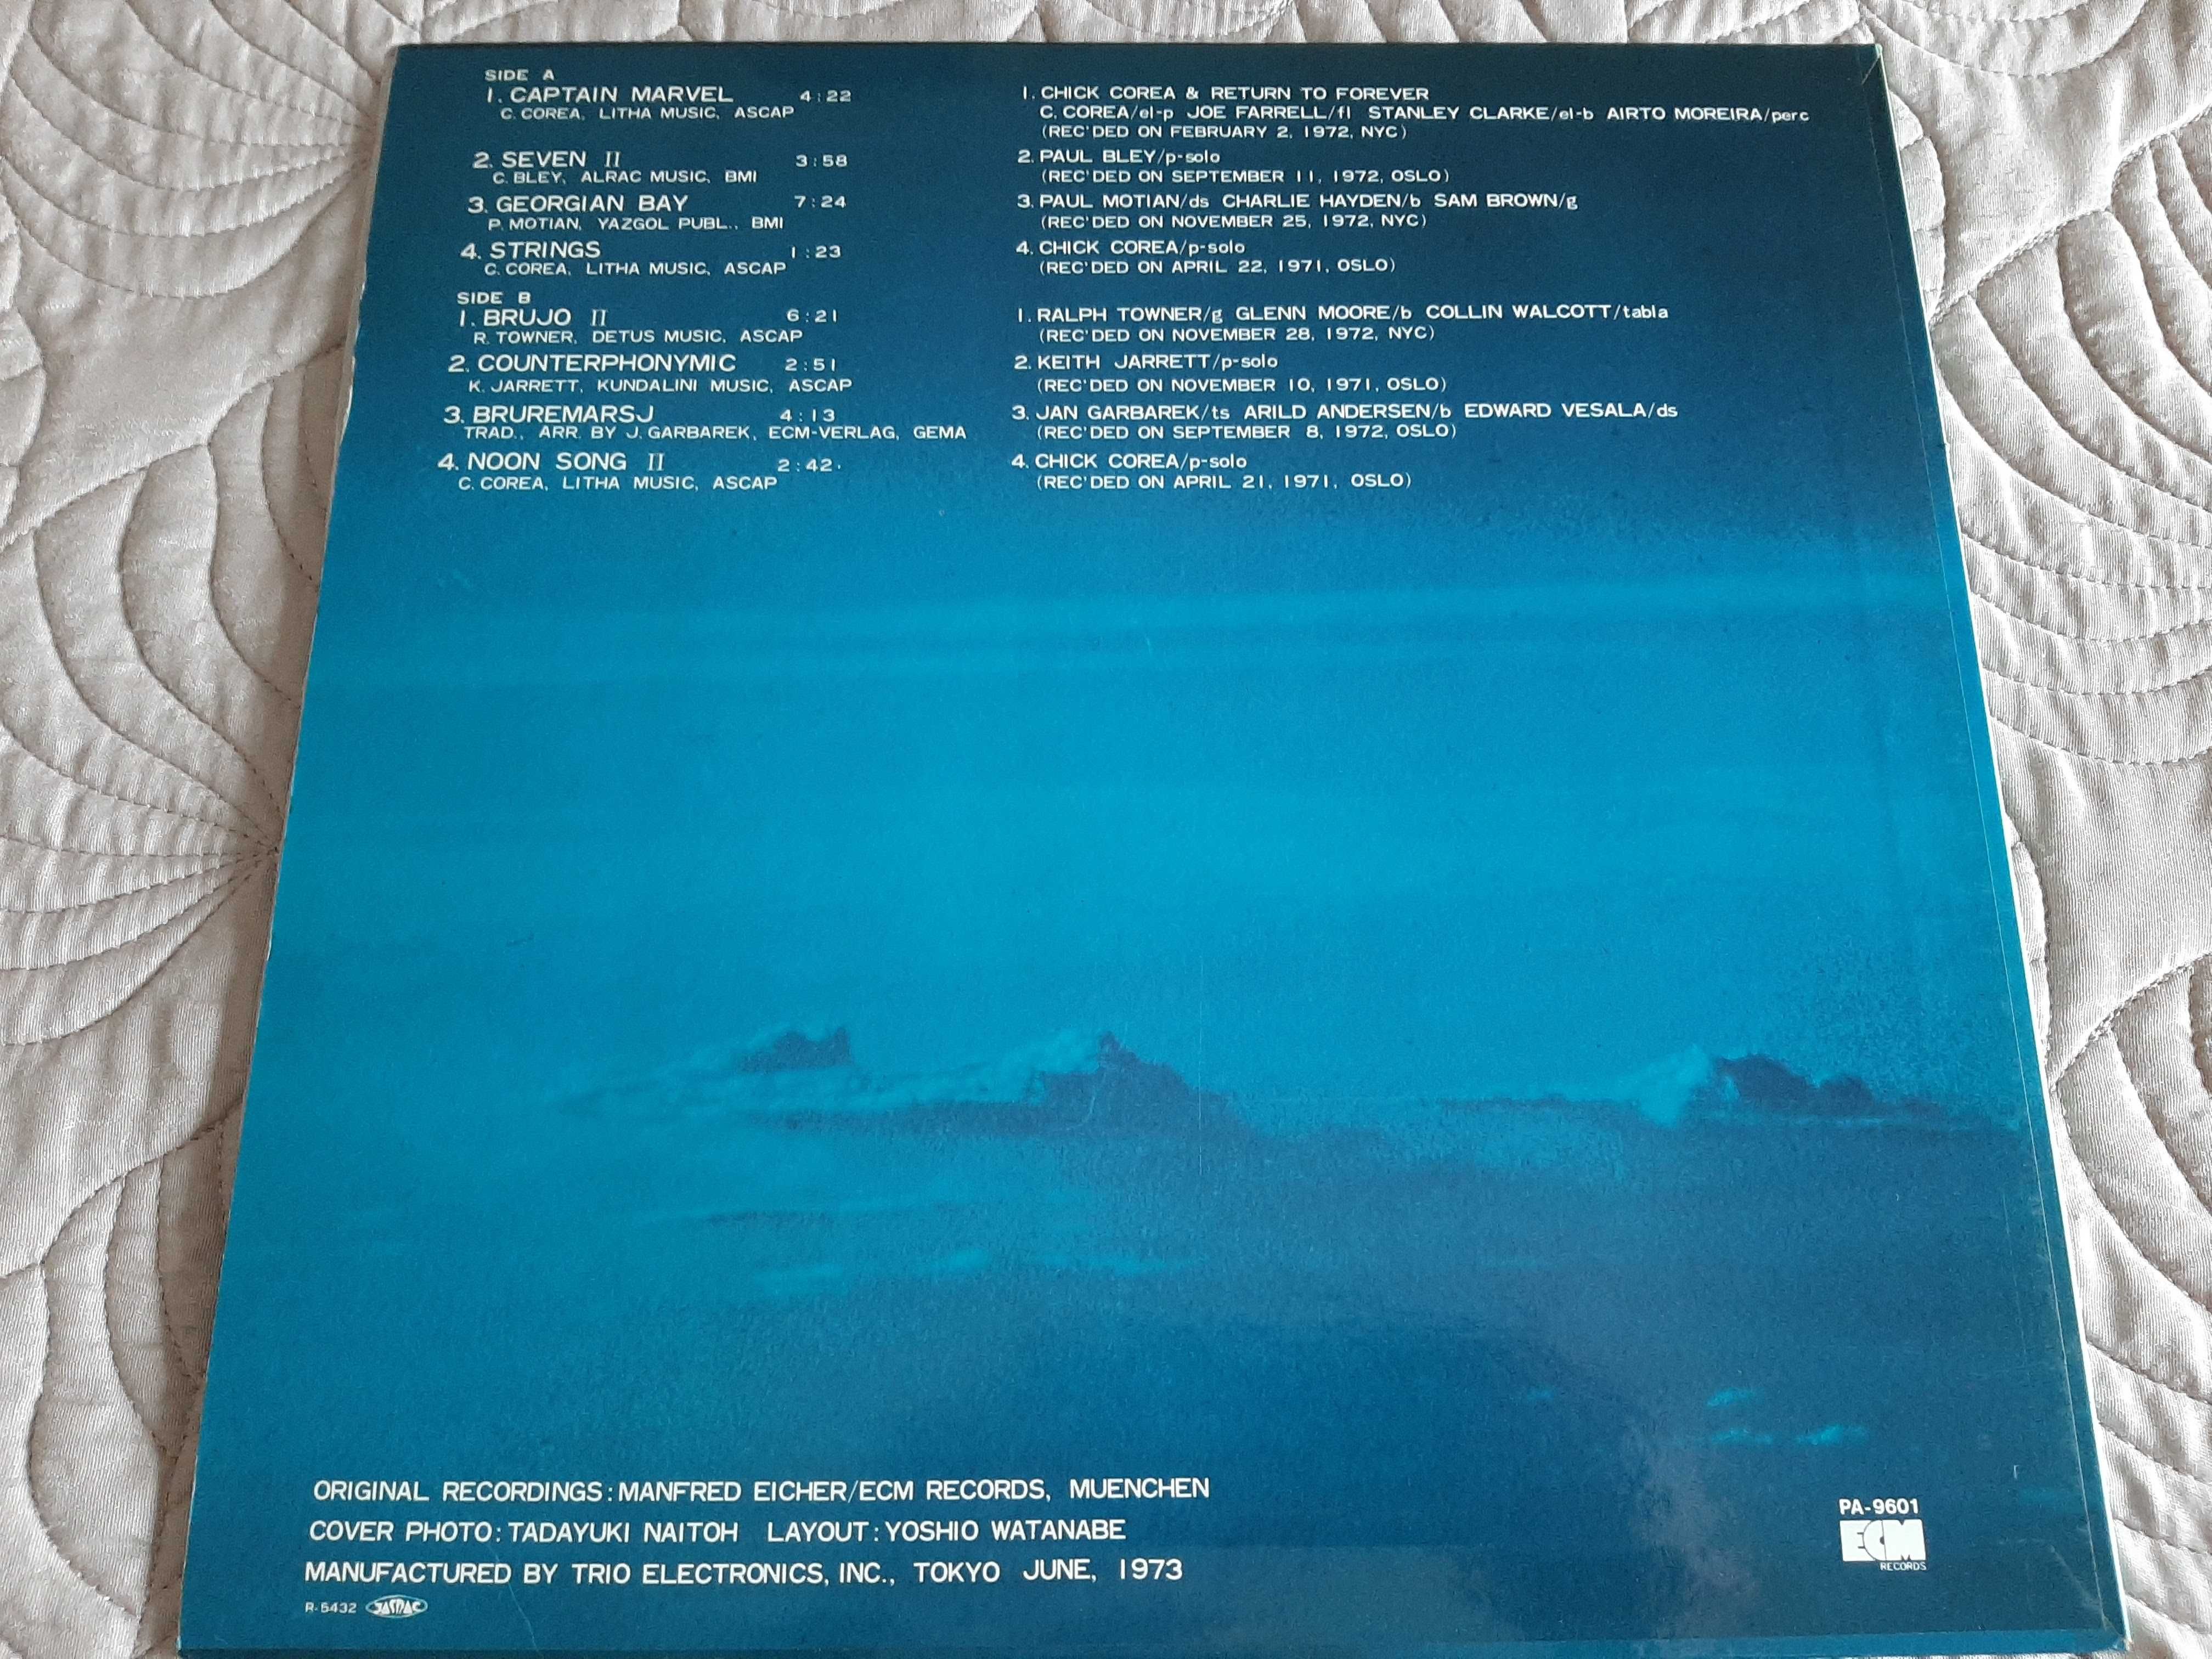 SIDE A
1. CAPTAIN MARVEL 4:22
C. COREA, LITHA MUSIC, ASCAP
2. SEVEN II 3:58
C. BLEY, ALRAC MUSIC, BMI
3. GEORGIAN BAY 7:24
P. MOTIAN, YAZGOL PUBL., BMI
4. STRINGS 1:23
C. COREA, LITHA MUSIC, ASCAP
SIDE B
1. BRUJO II 6:21
R. TOWNER, DETUS MUSIC, ASCAP
2. COUNTERPHONYMIC 2:51
K. JARRETT, KUNDALINI MUSIC, ASCAP
3. BRUREMARSJ 4:13
TRAD., ARR. BY J. GARBAREK, ECM-VERLAG, GEMA
4. NOON SONG II 2:42
C. COREA, LITHA MUSIC, ASCAP
1. CHICK COREA & RETURN TO FOREVER
C. COREA/el-p JOE FARRELL/fl STANLEY CLARKE/el-b AIRTO MOREIRA/perc
(REC'DED ON FEBRUARY 2, 1972, NYC)
2. PAUL BLEY/p-solo
(REC'DED ON SEPTEMBER 11, 1972, OSLO)
3. PAUL MOTIAN/ds CHARLIE HAYDEN/b SAM BROWN/g
(REC'DED ON NOVEMBER 25, 1972, NYC)
4. CHICK COREA/p-solo
(REC'DED ON APRIL 22, 1971, OSLO)
1. RALPH TOWNER/g GLENN MOORE/b COLLIN WALCOTT/tabla
(REC'DED ON NOVEMBER 28, 1972, NYC)
2. KEITH JARRETT/p-solo
(REC'DED ON NOVEMBER 10, 1971, OSLO)
3. JAN GARBAREK/ts ARILD ANDERSEN/b EDWARD VESALA/ds
(REC'DED ON SEPTEMBER 8, 1972, OSLO)
4. CHICK COREA/p-solo
(REC'DED ON APRIL 21, 1971, OSLO)
ORIGINAL RECORDINGS: MANFRED EICHER/ECM RECORDS, MUENCHEN
COVER PHOTO: TADAYUKI NAITOH LAYOUT: YOSHIO WATANABE
MANUFACTURED BY TRIO ELECTRONICS, INC., TOKYO JUNE, 1973
R-5432 JASRAC
PA-9601
ECM
RECORDS